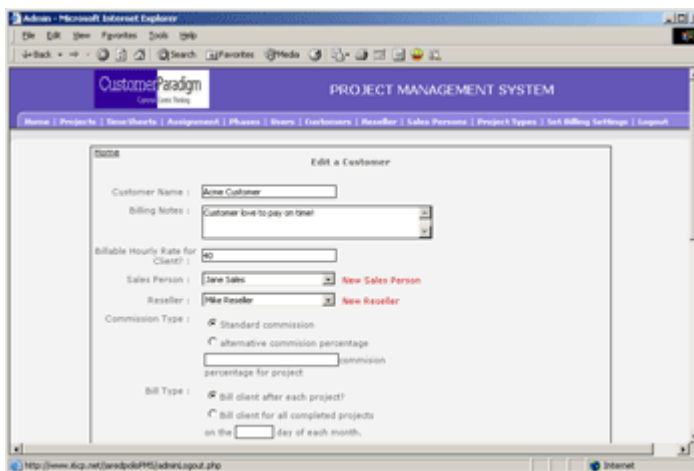 Admin - Microsoft Internet Explorer
File Edit View Favorites Tools Help
Back Search Favorites Media
CustomerParadigm
PROJECT MANAGEMENT SYSTEM
Home | Projects | TimeSheets | Assignment | Phases | Users | Customers | Reseller | Sales Persons | Project Types | Set Billing Settings | Logout
Home
Edit a Customer
Customer Name : Acme Customer
Billing Notes : Customer love to pay on time!
Billable Hourly Rate for Client? : 40
Sales Person : Jane Sales New Sales Person
Reseller : Mike Reseller New Reseller
Commission Type : Standard commission
alternative commision percentage
commision
percentage for project
Bill Type : Bill client after each project?
Bill client for all completed projects
on the day of each month.
Internet